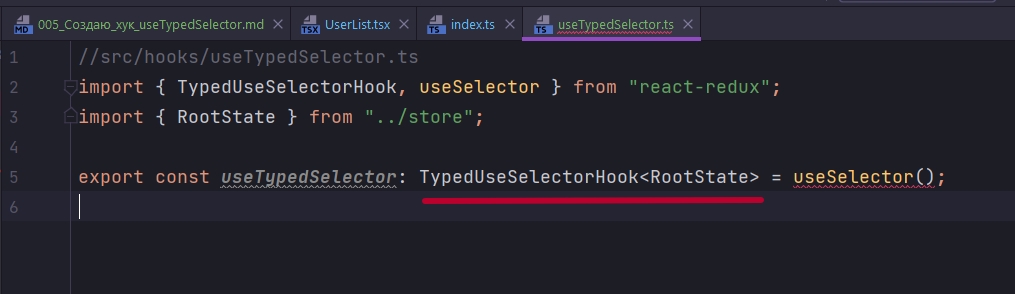 MD 005_Создаю_хук_useTypedSelector.md × TSX UserList.tsx × TS index.ts × TS useTypedSelector.ts ×
1 //src/hooks/useTypedSelector.ts
2 import { TypedUseSelectorHook, useSelector } from "react-redux";
3 import { RootState } from "../store";
4
5 export const useTypedSelector: TypedUseSelectorHook<RootState> = useSelector();
6